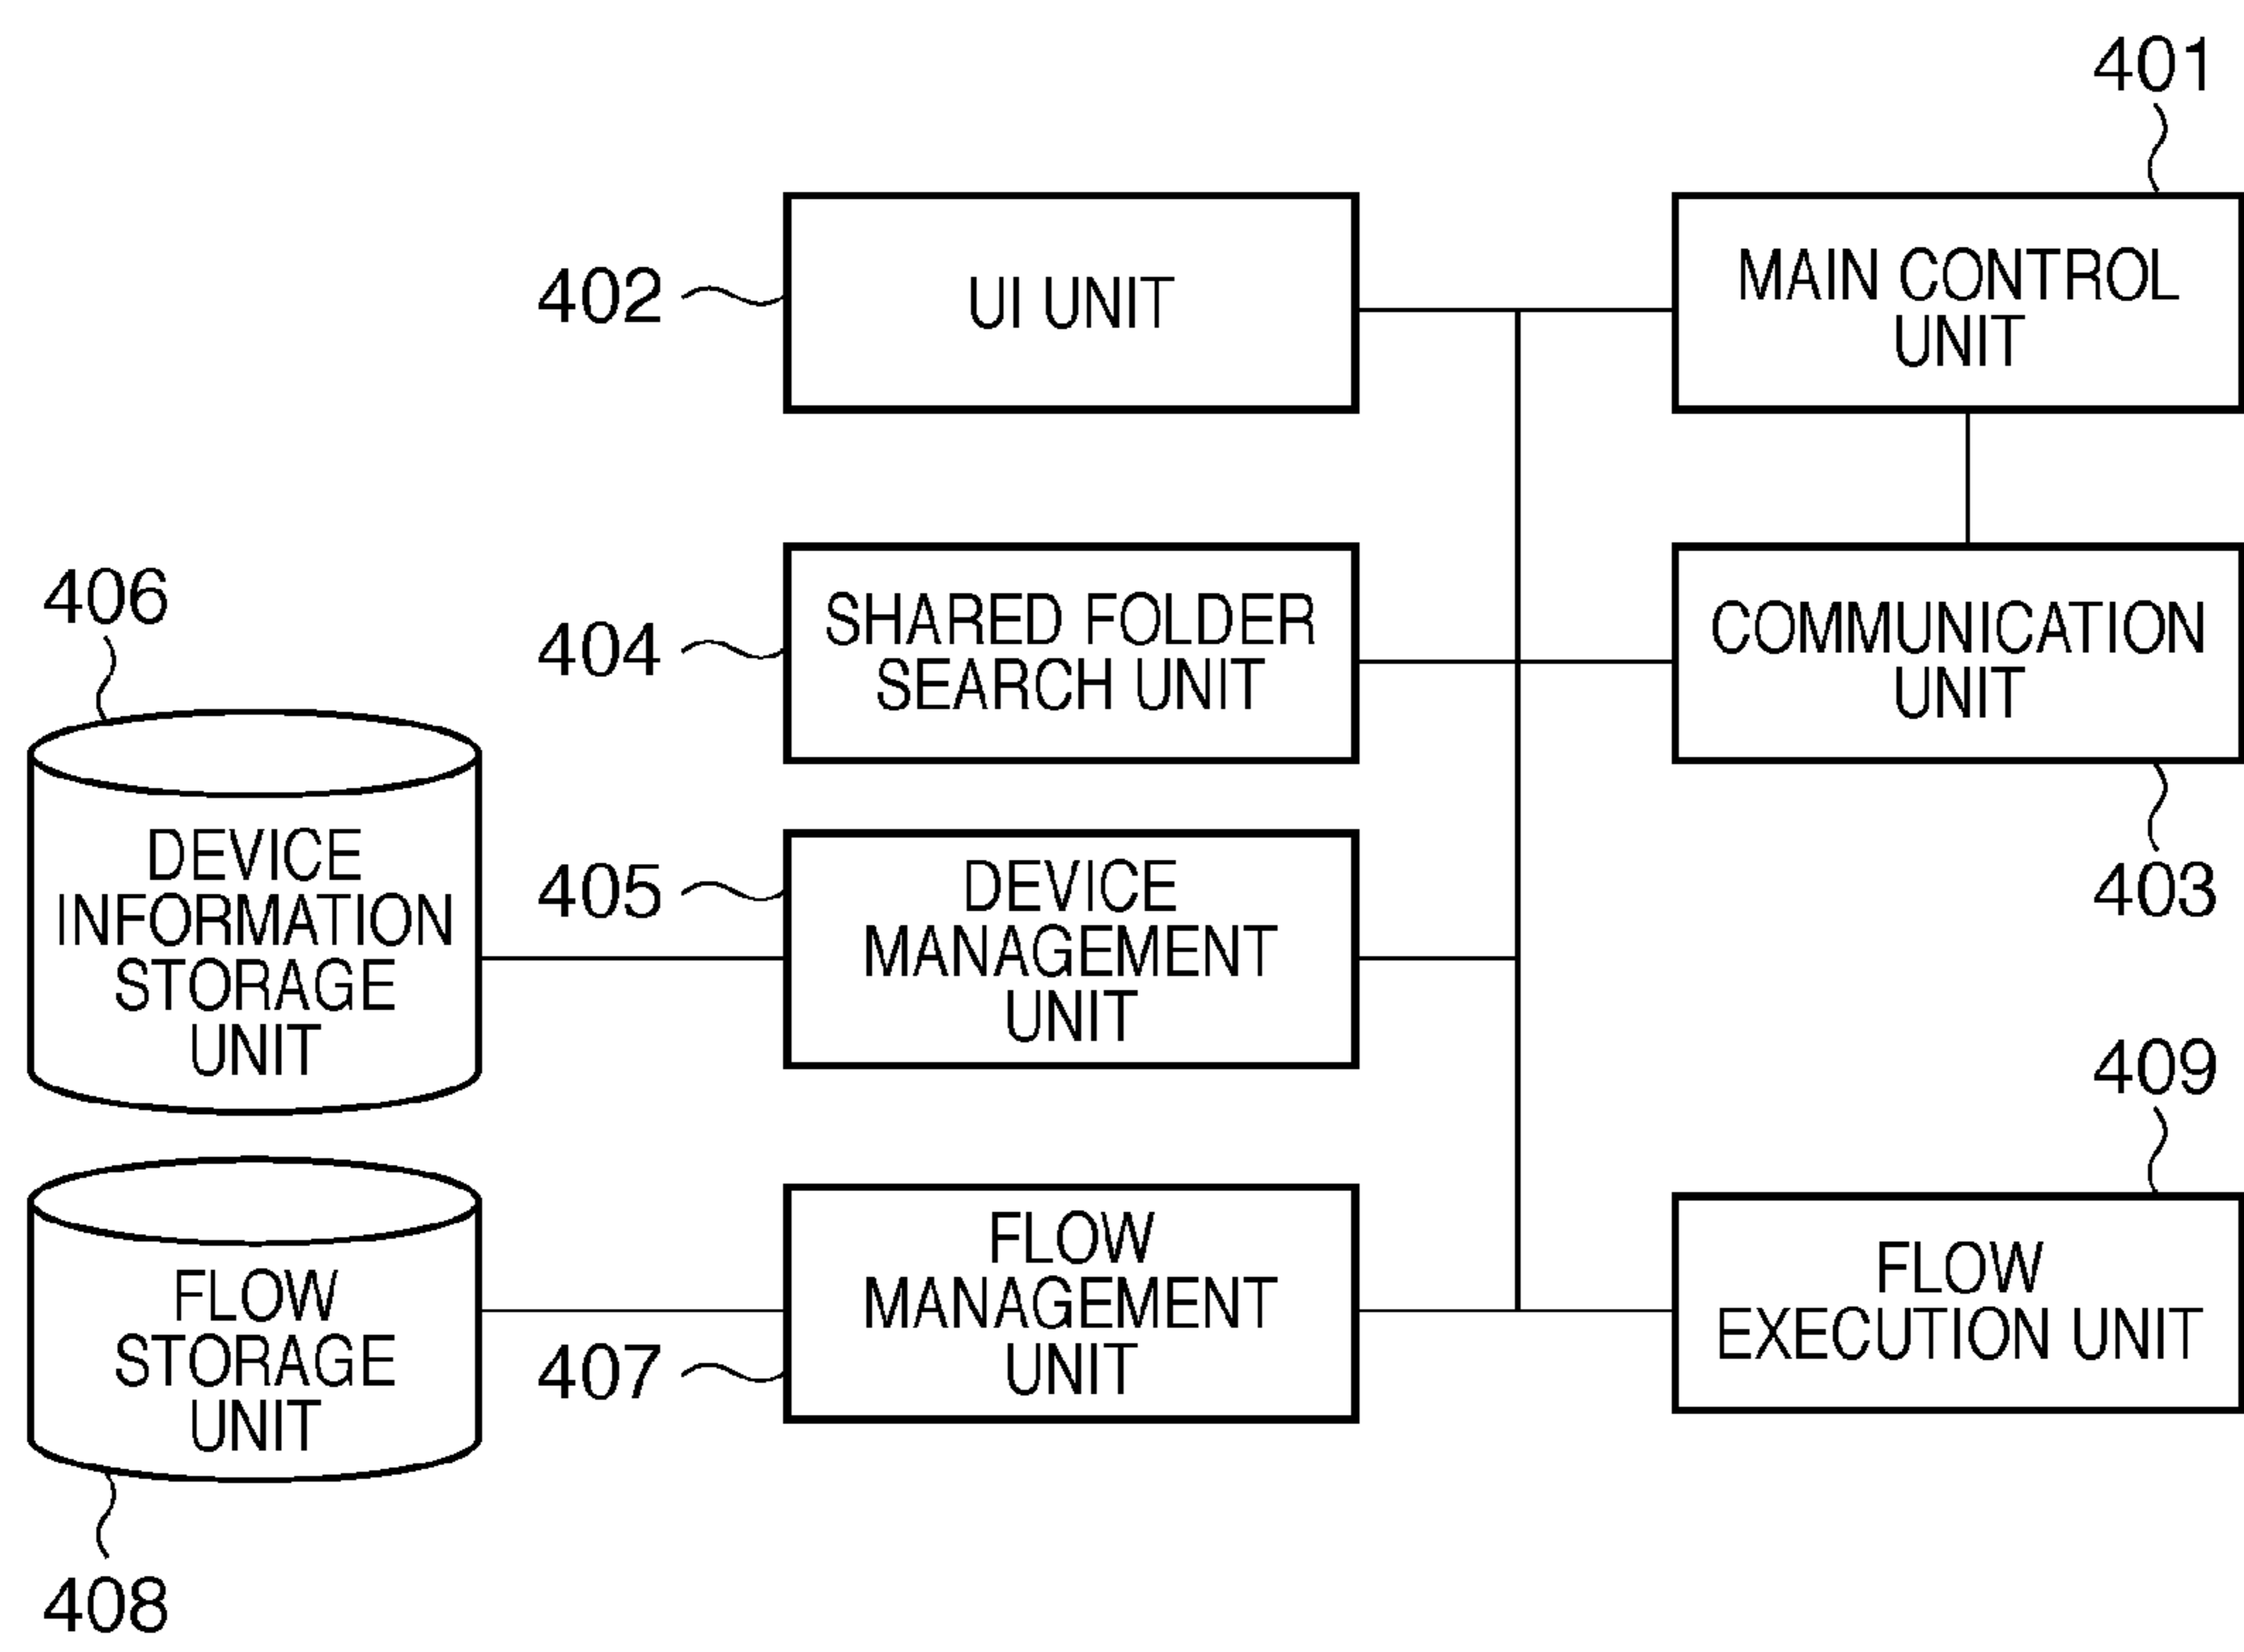 401
402
UI UNIT
MAIN CONTROL
UNIT
404
SHARED FOLDER
SEARCH UNIT
COMMUNICATION
UNIT
403
406
DEVICE
INFORMATION
STORAGE
UNIT
405
DEVICE
MANAGEMENT
UNIT
409
FLOW
STORAGE
UNIT
408
407
FLOW
MANAGEMENT
UNIT
FLOW
EXECUTION UNIT